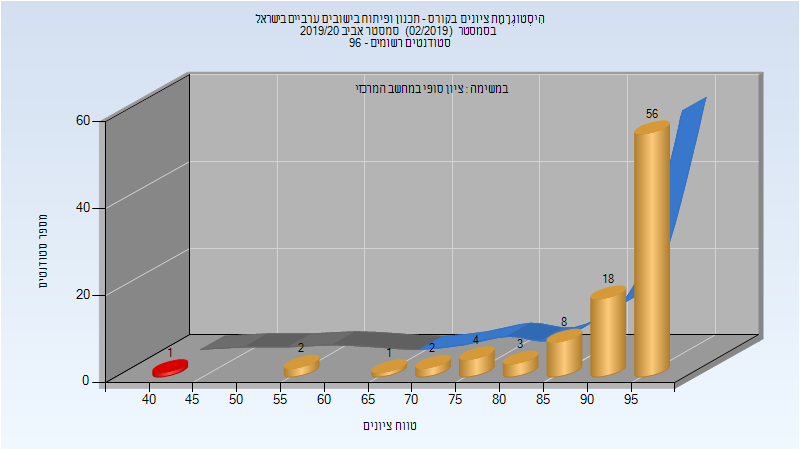 היסטוגרמת ציונים בקורס - תכנון ופיתוח בישובים ערביים בישראל
בסמסטר (02/2019) סמסטר אביב 2019/20
סטודנטים רשומים - 96
במשימה : ציון סופי במחשב המרכזי
מספר סטודנטים
60
40
20
0
1
2
1
2
4
3
8
18
56
40 45 50 55 60 65 70 75 80 85 90 95
טווח ציונים